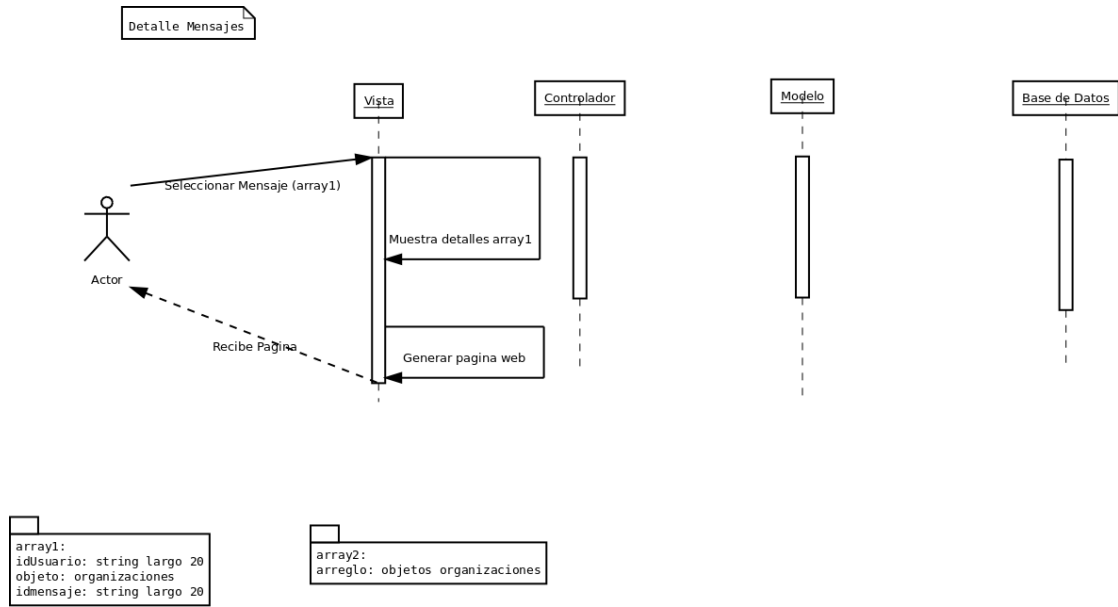 Detalle Mensajes
Vista
Controlador
Modelo
Base de Datos
Seleccionar Mensaje (array1)
Muestra detalles array1
Actor
Recibe Pagina
Generar pagina web
array1:
idUsuario: string largo 20
objeto: organizaciones
idmensaje: string largo 20
array2:
arreglo: objetos organizaciones